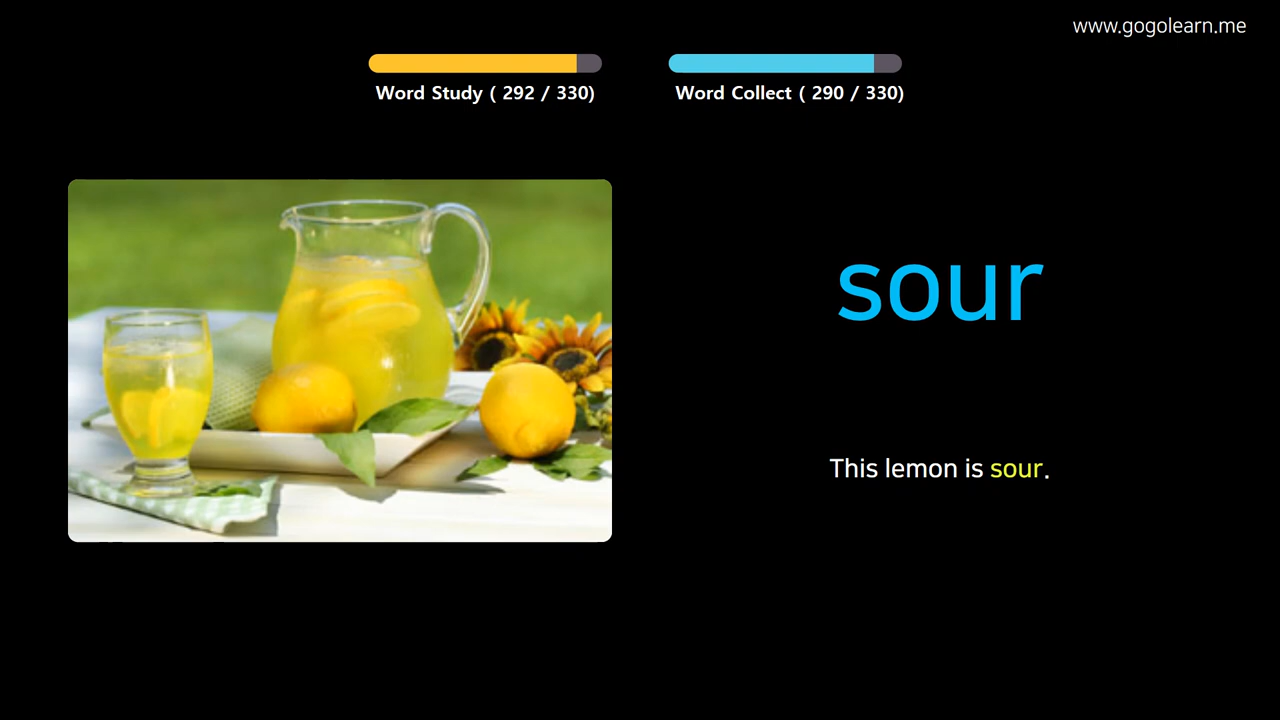 www.gogolearn.me
Word Study ( 292 / 330)
Word Collect ( 290 / 330)
sour
This lemon is sour.